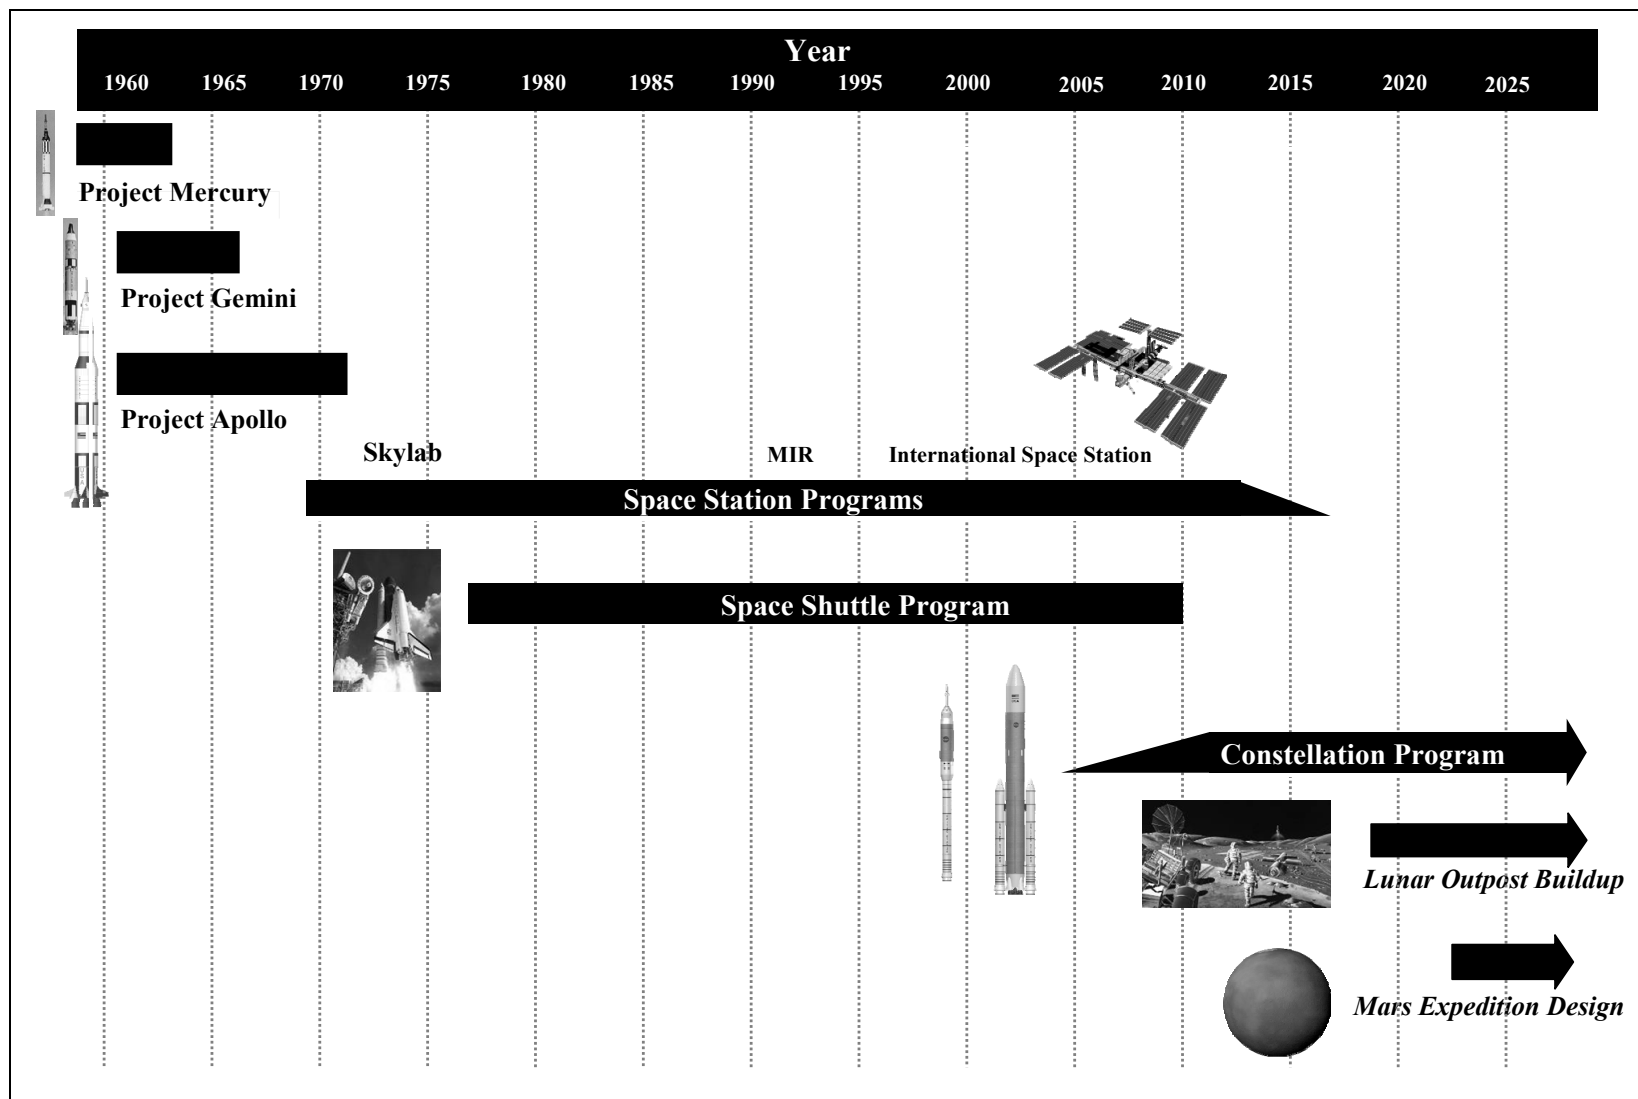 Year
1960 1965 1970 1975 1980 1985 1990 1995 2000 2005 2010 2015 2020 2025
Project Mercury
Project Gemini
Project Apollo
Skylab MIR International Space Station
Space Station Programs
Space Shuttle Program
Constellation Program
Lunar Outpost Buildup
Mars Expedition Design